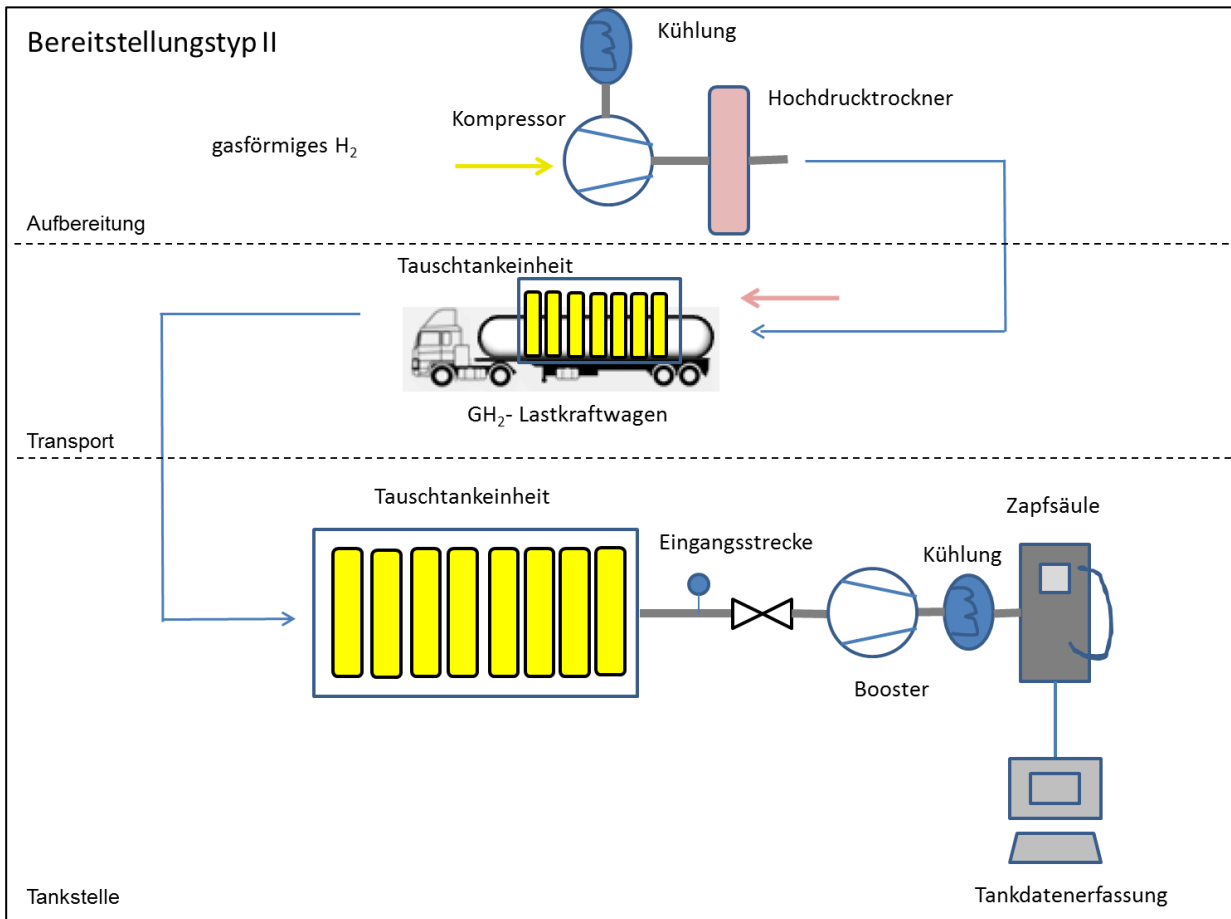 Bereitstellungstyp II
Kühlung
Hochdrucktrockner
Kompressor
gasförmiges H₂
Aufbereitung
Tauschtankeinheit
GH₂- Lastkraftwagen
Transport
Tauschtankeinheit
Zapfsäule
Eingangsstrecke
Kühlung
Booster
Tankdatenerfassung
Tankstelle